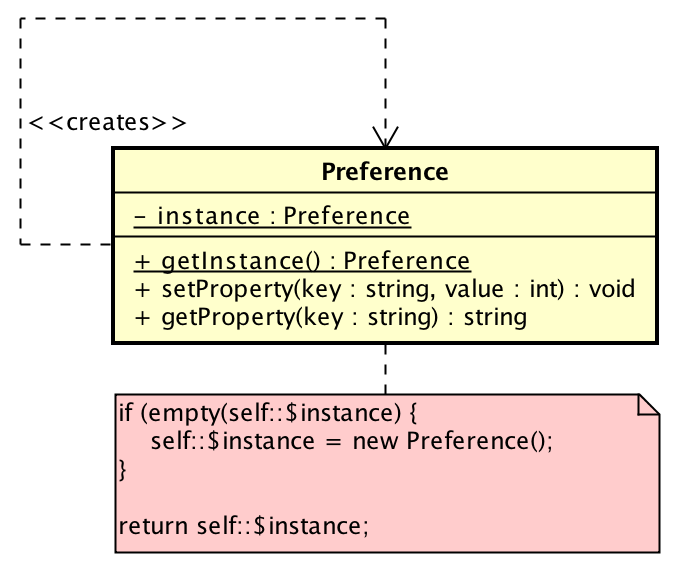 <<creates>>
Preference
- instance : Preference
+ getInstance() : Preference
+ setProperty(key : string, value : int) : void
+ getProperty(key : string) : string
if (empty(self::$instance) {
self::$instance = new Preference();
}
return self::$instance;